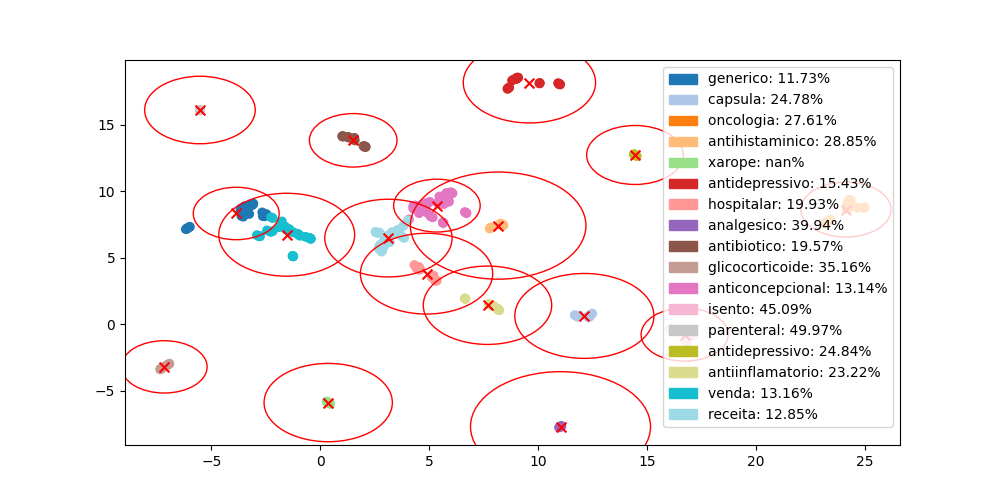 generico: 11.73%
capsula: 24.78%
oncologia: 27.61%
antihistaminico: 28.85%
xarope: nan%
antidepressivo: 15.43%
hospitalar: 19.93%
analgesico: 39.94%
antibiotico: 19.57%
glicocorticoide: 35.16%
anticoncepcional: 13.14%
isento: 45.09%
parenteral: 49.97%
antidepressivo: 24.84%
antiinflamatorio: 23.22%
venda: 13.16%
receita: 12.85%
15
10
5
0
−5
−5 0 5 10 15 20 25